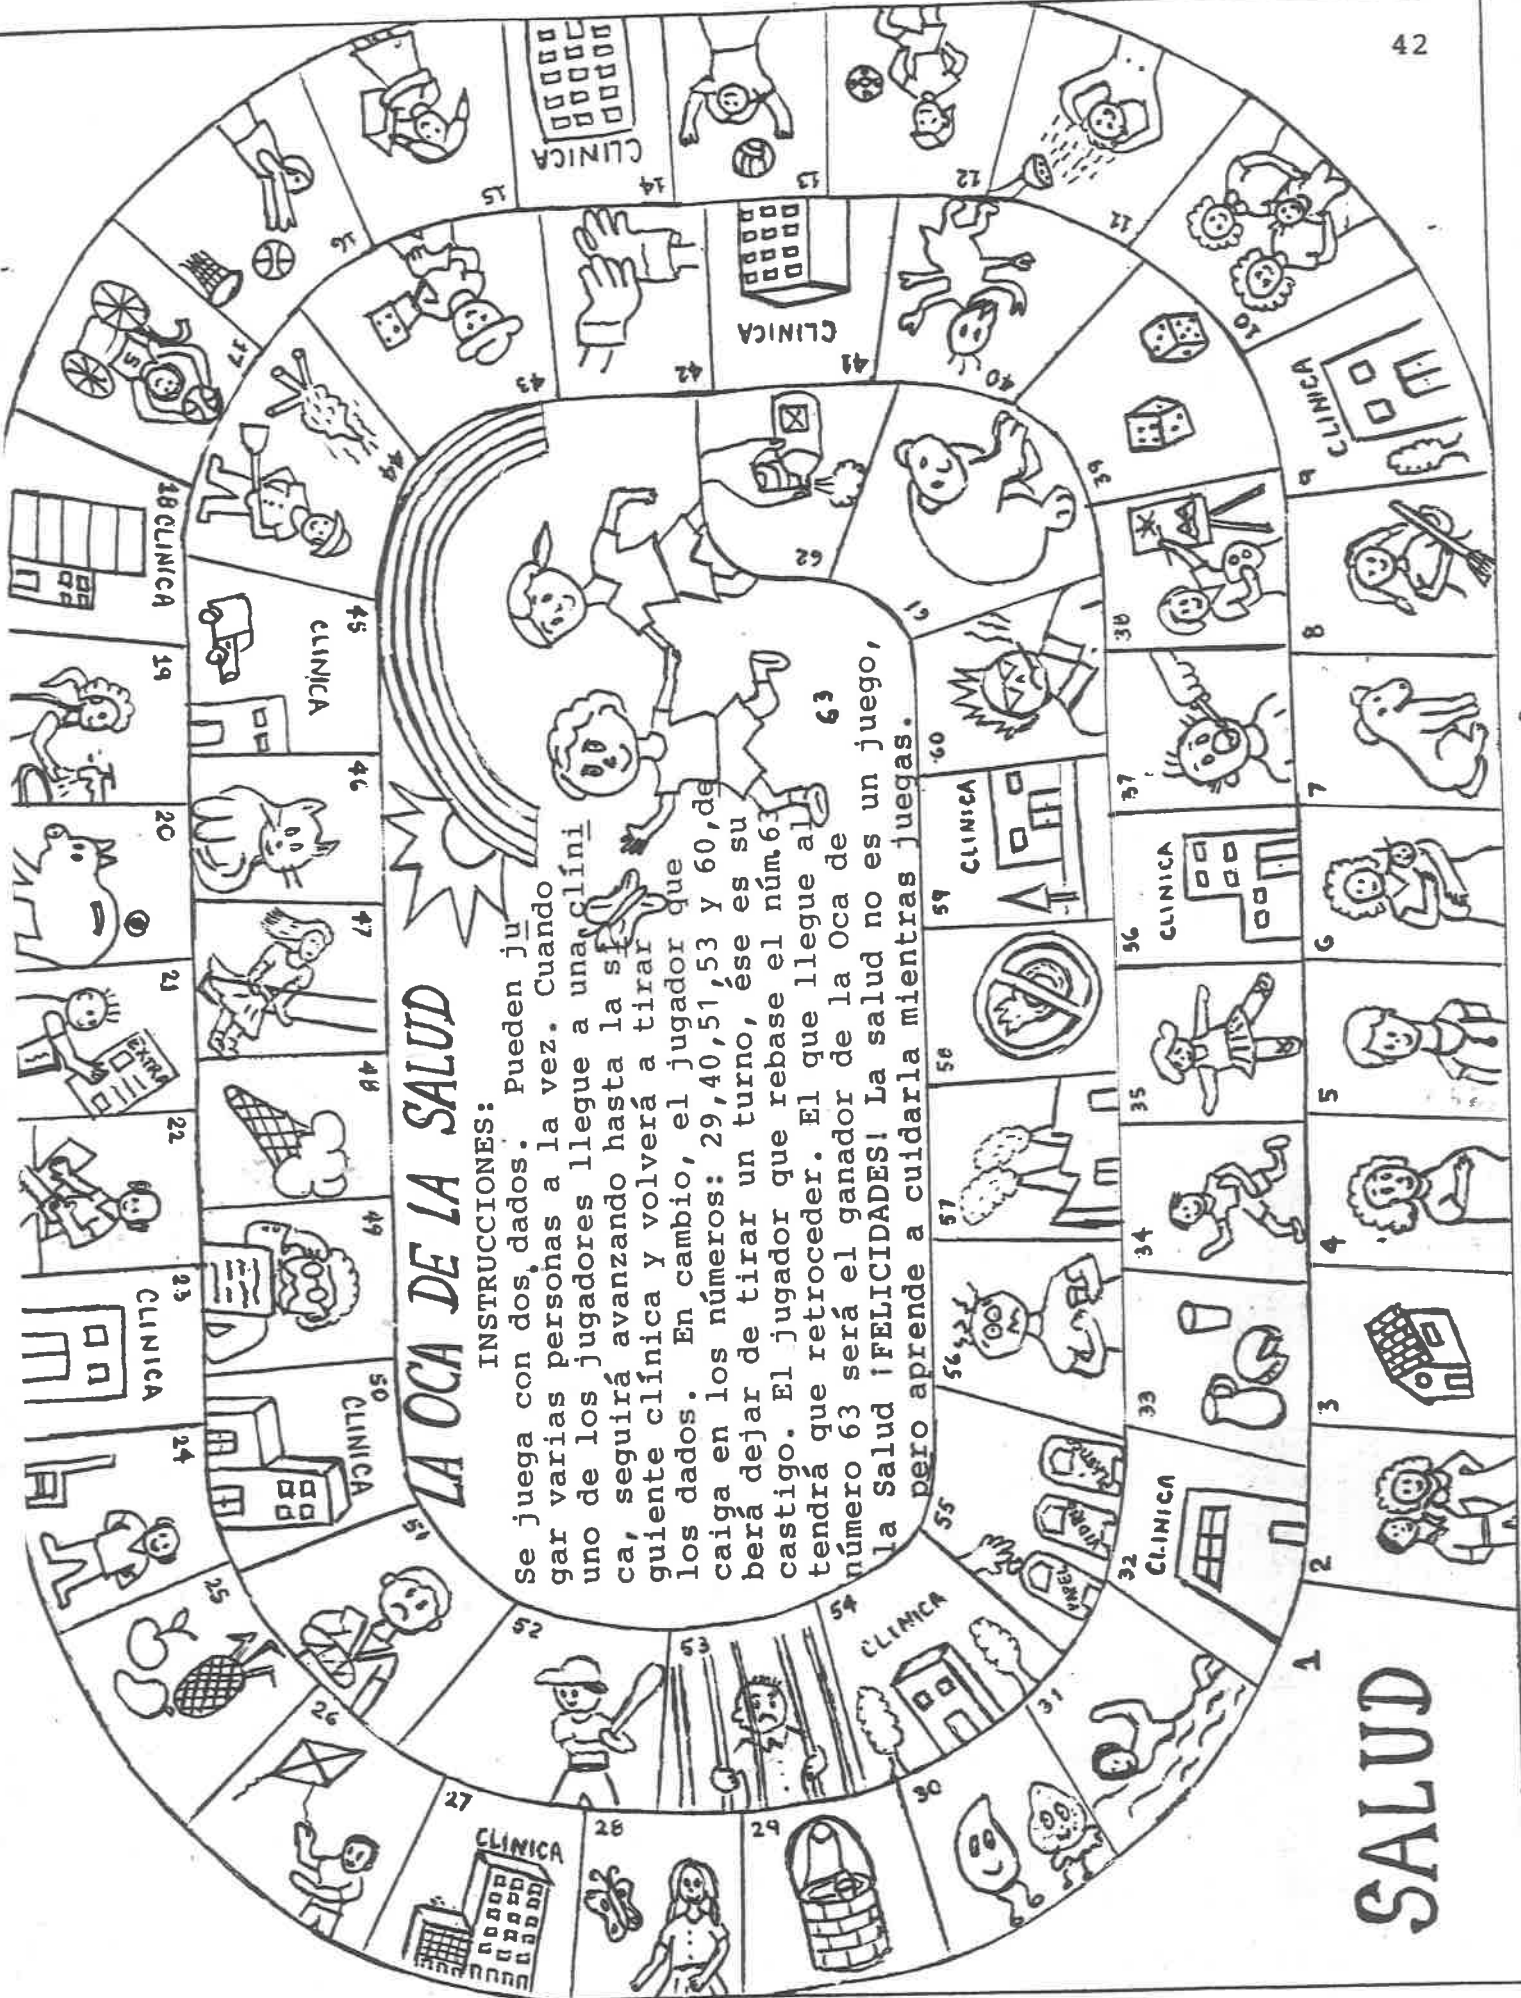 42
LA OCA DE LA SALUD
INSTRUCCIONES:
Se juega con dos dados. Pueden ju
gar varias personas a la vez. Cuando
uno de los jugadores llegue a una clíni
ca, seguirá avanzando hasta la si
guiente clínica y volverá a tirar
los dados. En cambio, el jugador que
caiga en los números: 29,40,51,53 y 60,de
berá dejar de tirar un turno, ése es su
castigo. El jugador que rebase el núm 63
tendrá que retroceder. El que llegue al
número 63 será el ganador de la Oca de
la Salud ¡FELICIDADES! La salud no es un juego,
pero aprende a cuidarla mientras juegas.
SALUD
1
2
3
4
5
6
7
8
9 CLINICA
10
11
12
13
14 CLINICA
15
16
17
18 CLINICA
19
20
21
EXTRA
22
23 CLINICA
24
25
26
27 CLINICA
28
29
30
31
32 CLINICA
33
34
35
36 CLINICA
37
38
39
40
41 CLINICA
42
43
44
45 CLINICA
46
47
48
49
50 CLINICA
51
52
53
54 CLINICA
55
PAPEL
VIDRIO
56
57
58
59 CLINICA
60
61
62
63